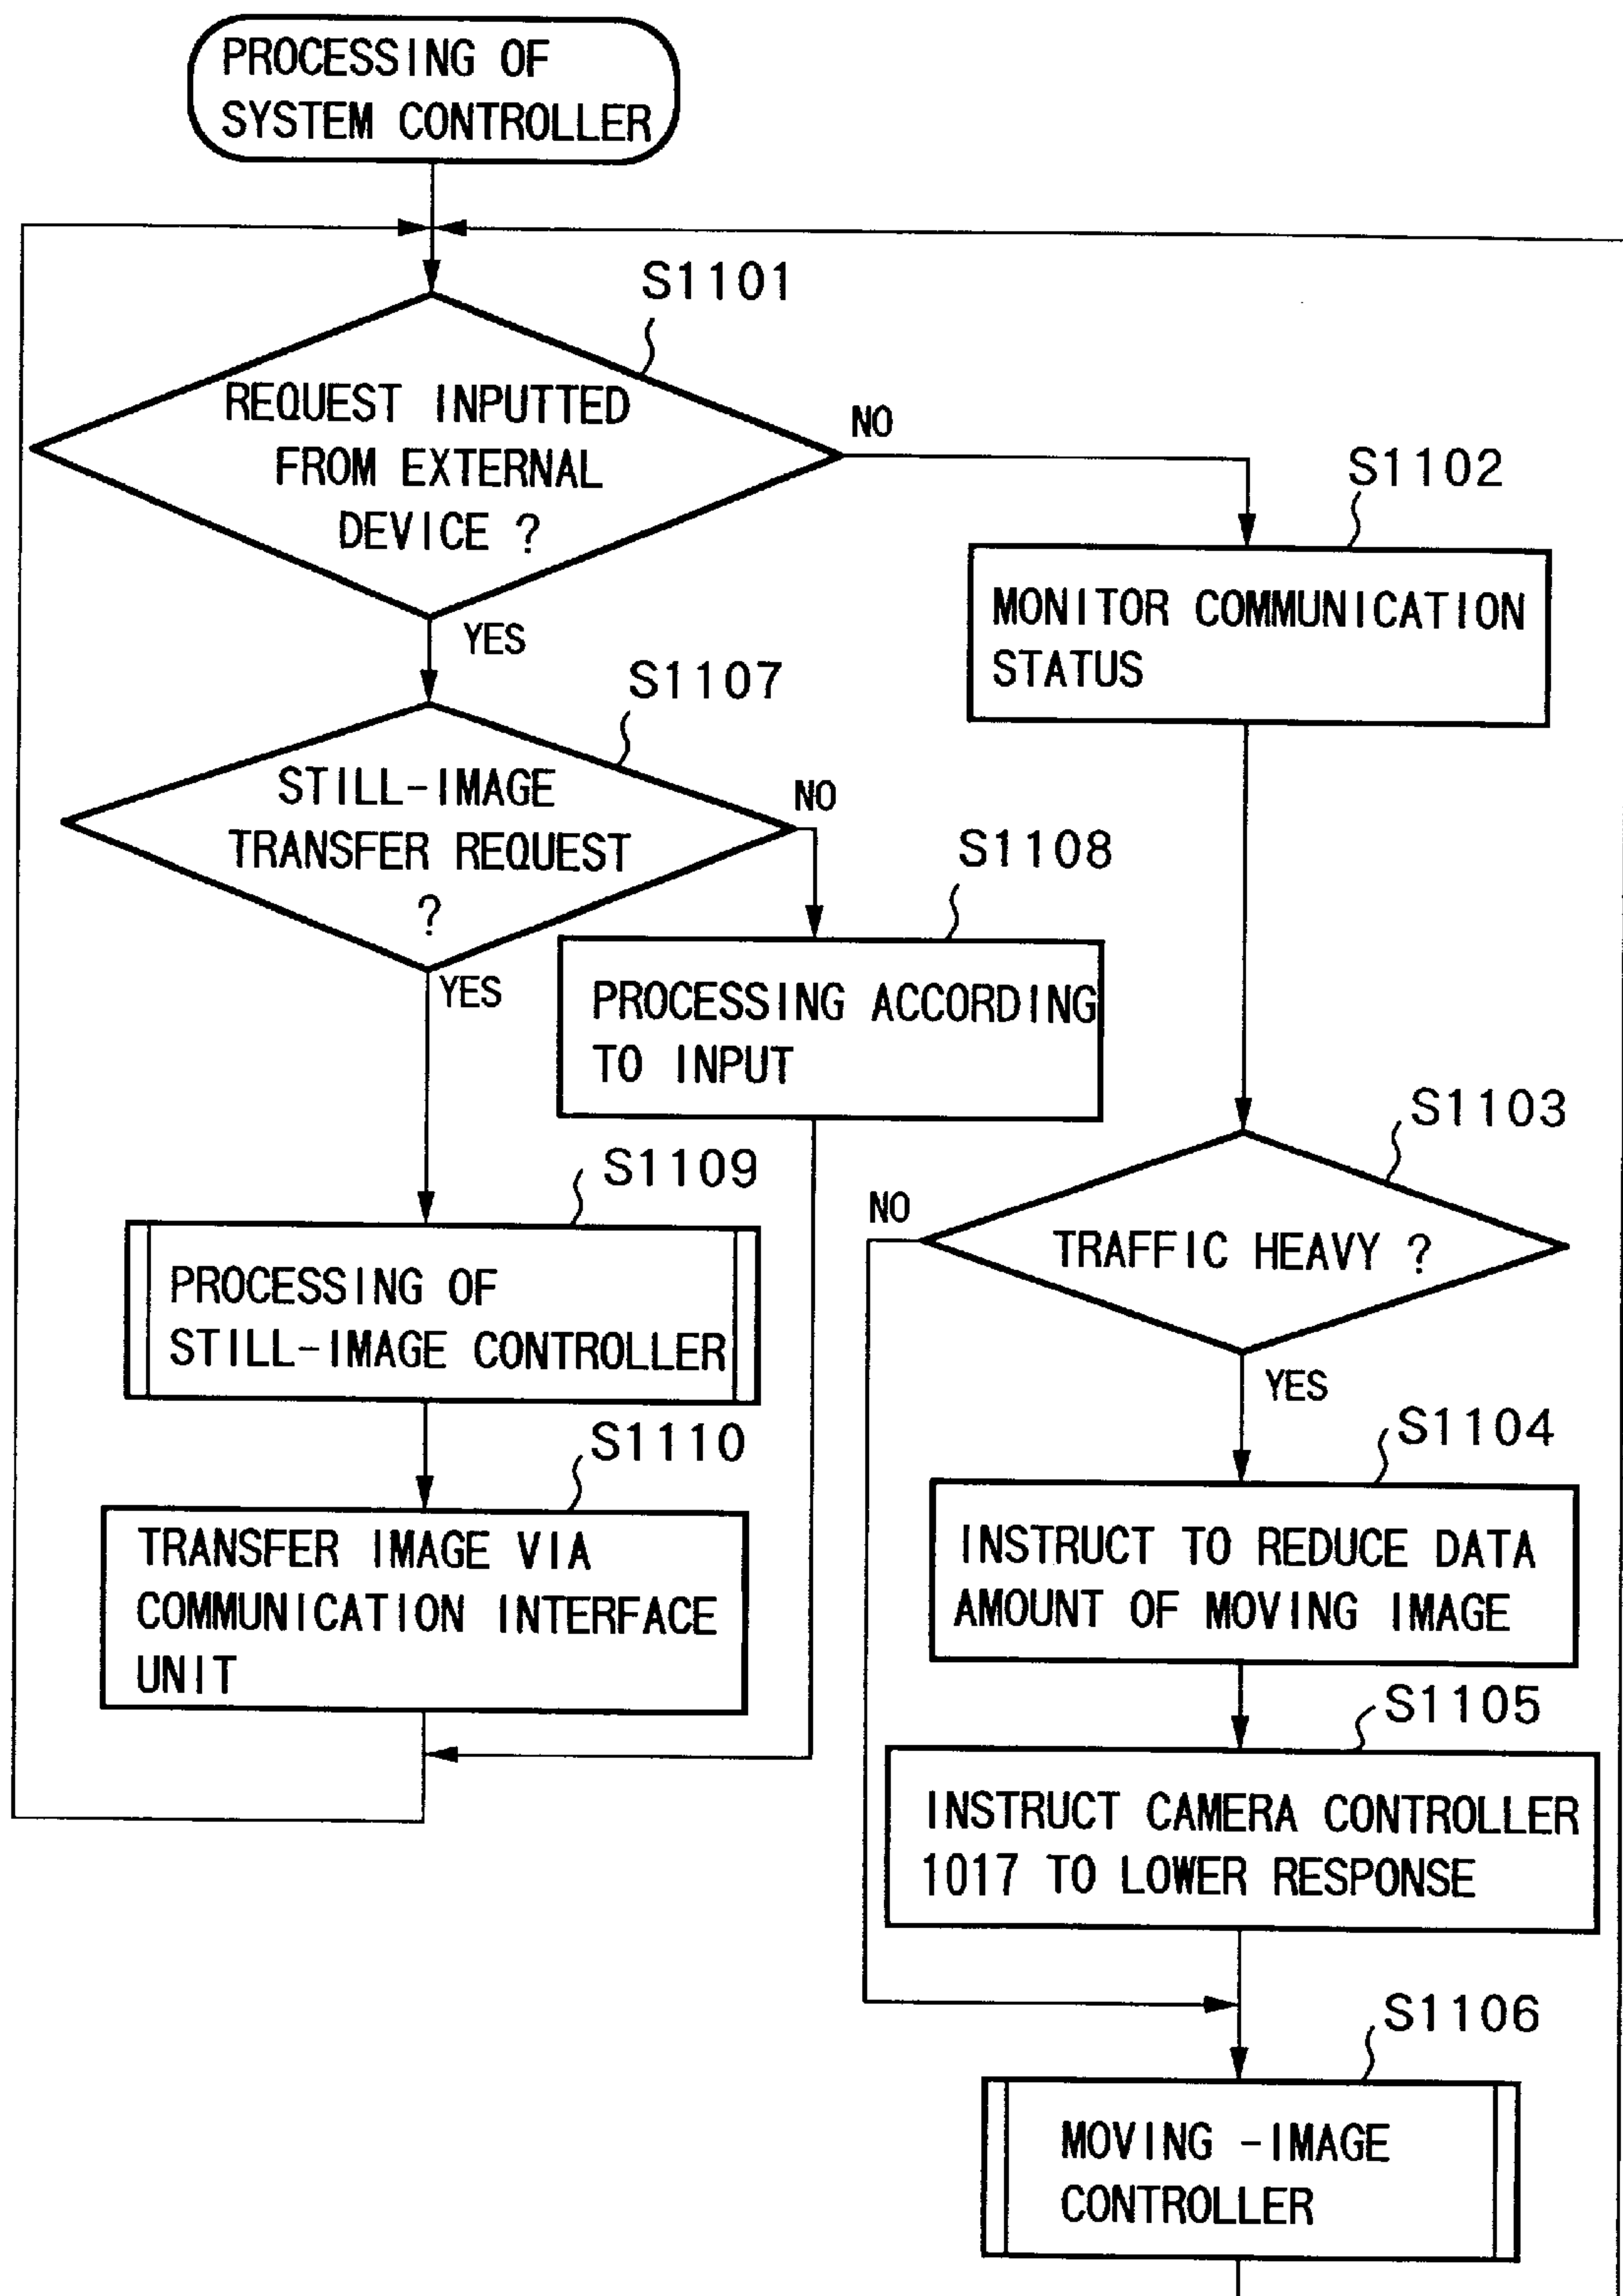 PROCESSING OF
SYSTEM CONTROLLER
S1101
REQUEST INPUTTED
FROM EXTERNAL
DEVICE ?
NO
YES
S1102
MONITOR COMMUNICATION
STATUS
S1107
STILL-IMAGE
TRANSFER REQUEST
?
NO
YES
S1108
PROCESSING ACCORDING
TO INPUT
S1103
TRAFFIC HEAVY ?
NO
YES
S1109
PROCESSING OF
STILL-IMAGE CONTROLLER
S1104
INSTRUCT TO REDUCE DATA
AMOUNT OF MOVING IMAGE
S1110
TRANSFER IMAGE VIA
COMMUNICATION INTERFACE
UNIT
S1105
INSTRUCT CAMERA CONTROLLER
1017 TO LOWER RESPONSE
S1106
MOVING -IMAGE
CONTROLLER